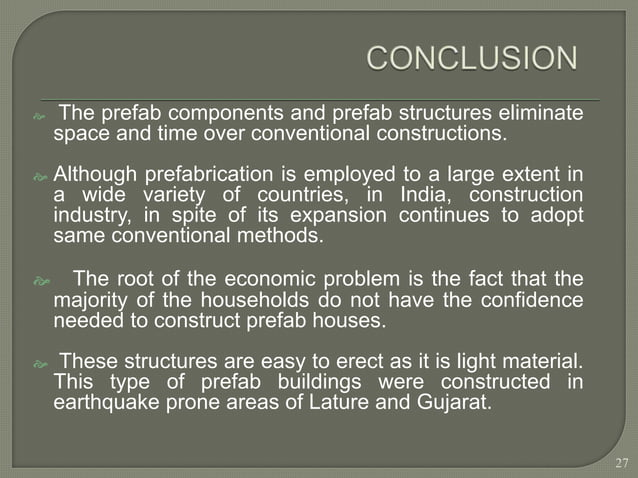 CONCLUSION
The prefab components and prefab structures eliminate
space and time over conventional constructions.
Although prefabrication is employed to a large extent in
a wide variety of countries, in India, construction
industry, in spite of its expansion continues to adopt
same conventional methods.
The root of the economic problem is the fact that the
majority of the households do not have the confidence
needed to construct prefab houses.
These structures are easy to erect as it is light material.
This type of prefab buildings were constructed in
earthquake prone areas of Lature and Gujarat.
27